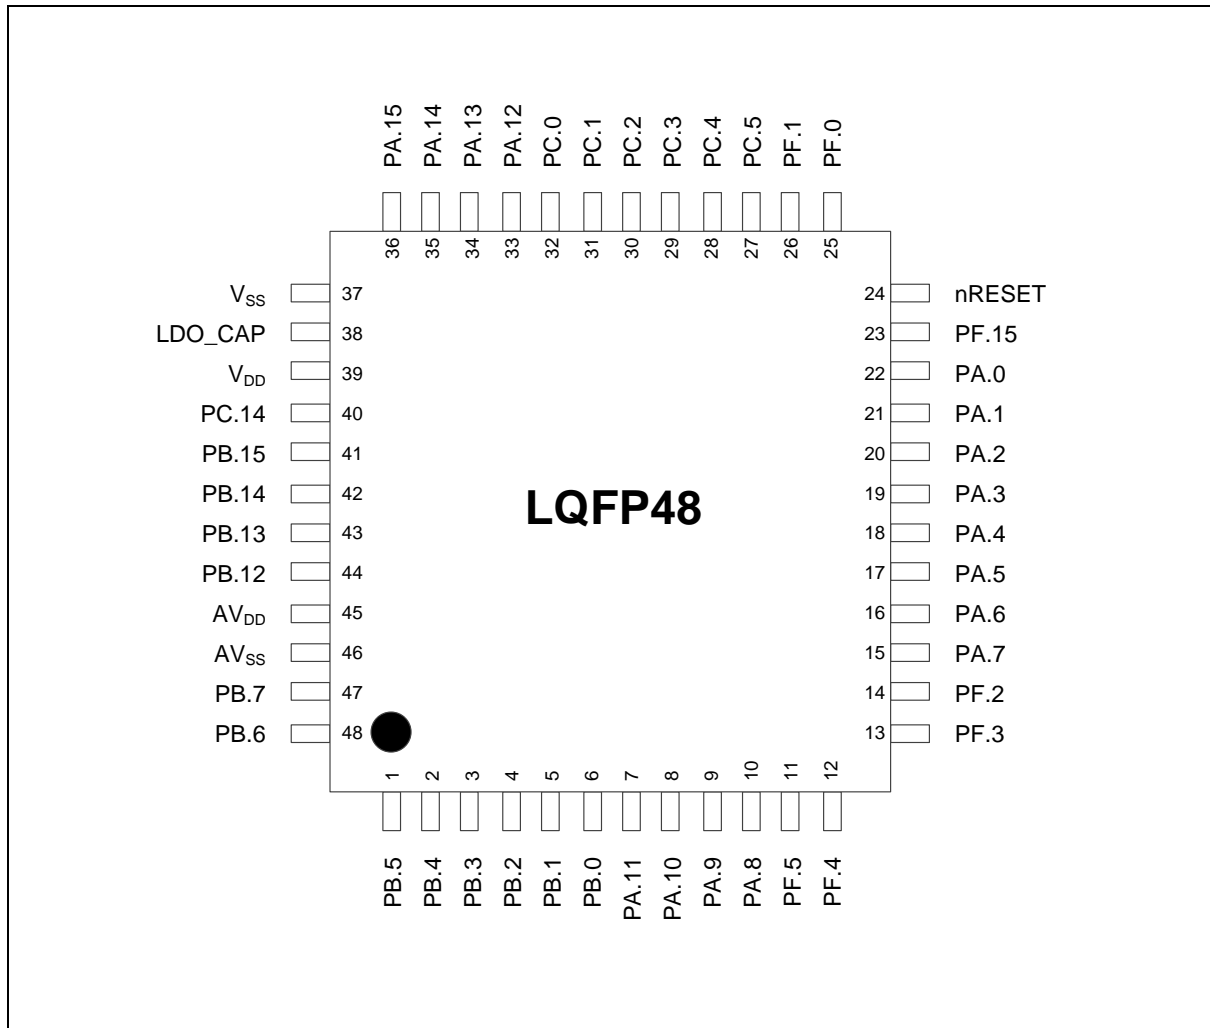 PA.15
PA.14
PA.13
PA.12
PC.0
PC.1
PC.2
PC.3
PC.4
PC.5
PF.1
PF.0
36
35
34
33
32
31
30
29
28
27
26
25
VSS 37
24 nRESET
LDO_CAP 38
23 PF.15
VDD 39
22 PA.0
PC.14 40
21 PA.1
PB.15 41
20 PA.2
PB.14 42
19 PA.3
LQFP48
PB.13 43
18 PA.4
PB.12 44
17 PA.5
AVDD 45
16 PA.6
AVSS 46
15 PA.7
PB.7 47
14 PF.2
PB.6 48
13 PF.3
1
2
3
4
5
6
7
8
9
10
11
12
PB.5
PB.4
PB.3
PB.2
PB.1
PB.0
PA.11
PA.10
PA.9
PA.8
PF.5
PF.4